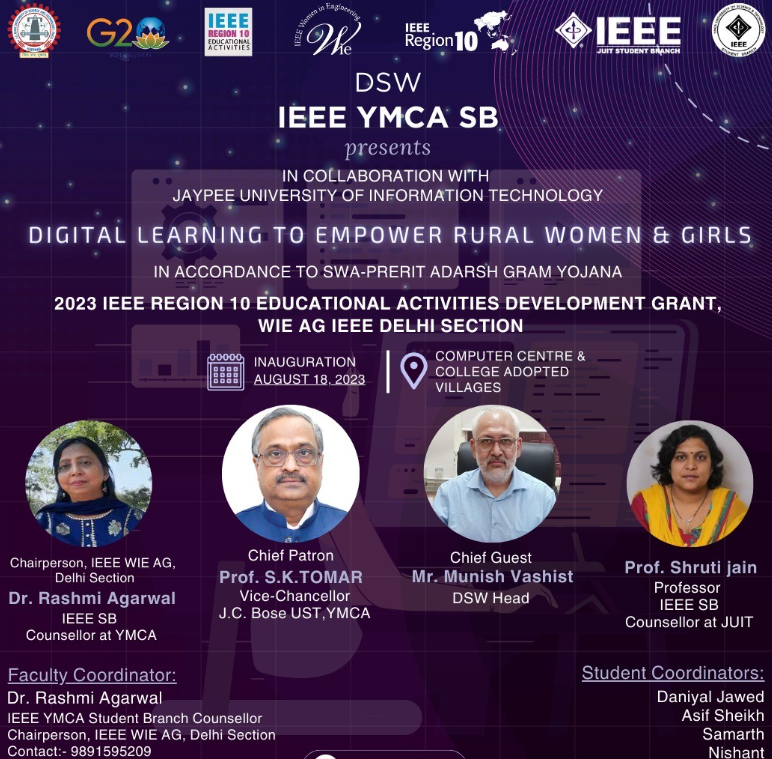 G20
IEEE
REGION 10
EDUCATIONAL
ACTIVITIES
IEEE Women in Engineering
WIE
IEEE
Region 10
IEEE
JUIT STUDENT BRANCH
IEEE
DSW
IEEE YMCA SB
presents
IN COLLABORATION WITH
JAYPEE UNIVERSITY OF INFORMATION TECHNOLOGY
DIGITAL LEARNING TO EMPOWER RURAL WOMEN & GIRLS
IN ACCORDANCE TO SWA-PRERIT ADARSH GRAM YOJANA
2023 IEEE REGION 10 EDUCATIONAL ACTIVITIES DEVELOPMENT GRANT,
WIE AG IEEE DELHI SECTION
INAUGURATION
AUGUST 18, 2023
COMPUTER CENTRE &
COLLEGE ADOPTED
VILLAGES
Chairperson, IEEE WIE AG,
Delhi Section
Dr. Rashmi Agarwal
IEEE SB
Counsellor at YMCA
Chief Patron
Prof. S.K.TOMAR
Vice-Chancellor
J.C. Bose UST,YMCA
Chief Guest
Mr. Munish Vashist
DSW Head
Prof. Shruti jain
Professor
IEEE SB
Counsellor at JUIT
Faculty Coordinator:
Dr. Rashmi Agarwal
IEEE YMCA Student Branch Counsellor
Chairperson, IEEE WIE AG, Delhi Section
Contact:- 9891595209
Student Coordinators:
Daniyal Jawed
Asif Sheikh
Samarth
Nishant